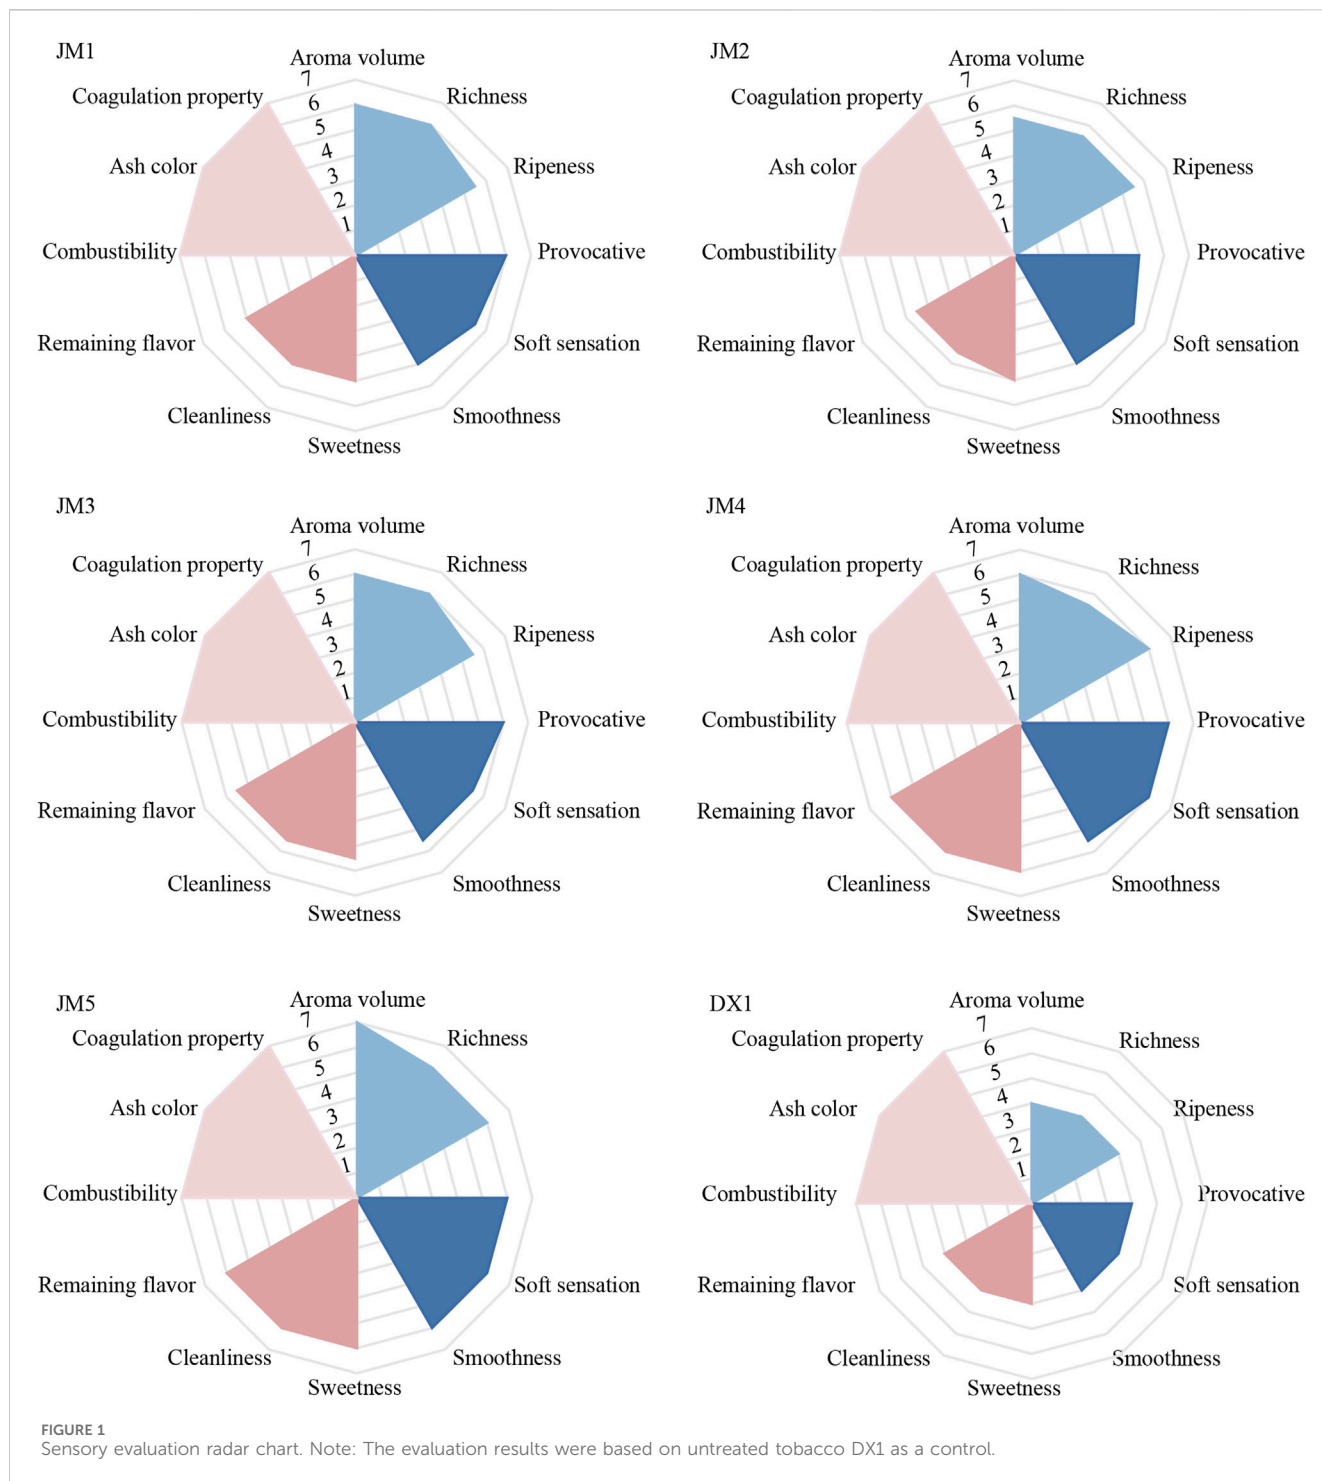 JM1
Aroma volume
Coagulation property
Richness
Ash color
Ripeness
Combustibility
Provocative
Remaining flavor
Soft sensation
Cleanliness
Smoothness
Sweetness
7
6
5
4
3
2
1
JM2
Aroma volume
Coagulation property
Richness
Ash color
Ripeness
Combustibility
Provocative
Remaining flavor
Soft sensation
Cleanliness
Smoothness
Sweetness
7
6
5
4
3
2
1
JM3
Aroma volume
Coagulation property
Richness
Ash color
Ripeness
Combustibility
Provocative
Remaining flavor
Soft sensation
Cleanliness
Smoothness
Sweetness
7
6
5
4
3
2
1
JM4
Aroma volume
Coagulation property
Richness
Ash color
Ripeness
Combustibility
Provocative
Remaining flavor
Soft sensation
Cleanliness
Smoothness
Sweetness
7
6
5
4
3
2
1
JM5
Aroma volume
Coagulation property
Richness
Ash color
Ripeness
Combustibility
Provocative
Remaining flavor
Soft sensation
Cleanliness
Smoothness
Sweetness
7
6
5
4
3
2
1
DX1
Aroma volume
Coagulation property
Richness
Ash color
Ripeness
Combustibility
Provocative
Remaining flavor
Soft sensation
Cleanliness
Smoothness
Sweetness
7
6
5
4
3
2
1
FIGURE 1
Sensory evaluation radar chart. Note: The evaluation results were based on untreated tobacco DX1 as a control.